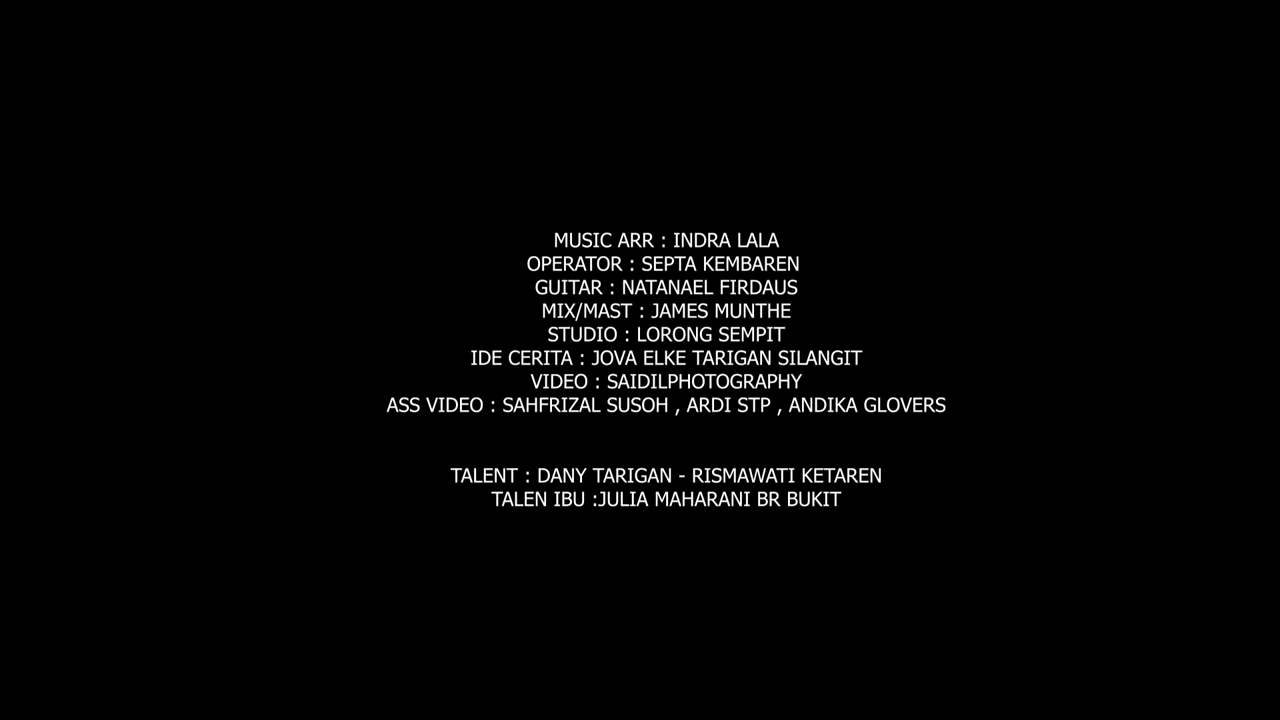 MUSIC ARR : INDRA LALA
OPERATOR : SEPTA KEMBAREN
GUITAR : NATANAEL FIRDAUS
MIX/MAST : JAMES MUNTHE
STUDIO : LORONG SEMPIT
IDE CERITA : JOVA ELKE TARIGAN SILANGIT
VIDEO : SAIDILPHOTOGRAPHY
ASS VIDEO : SAHFRIZAL SUSOH , ARDI STP , ANDIKA GLOVERS
TALENT : DANY TARIGAN - RISMAWATI KETAREN
TALEN IBU :JULIA MAHARANI BR BUKIT